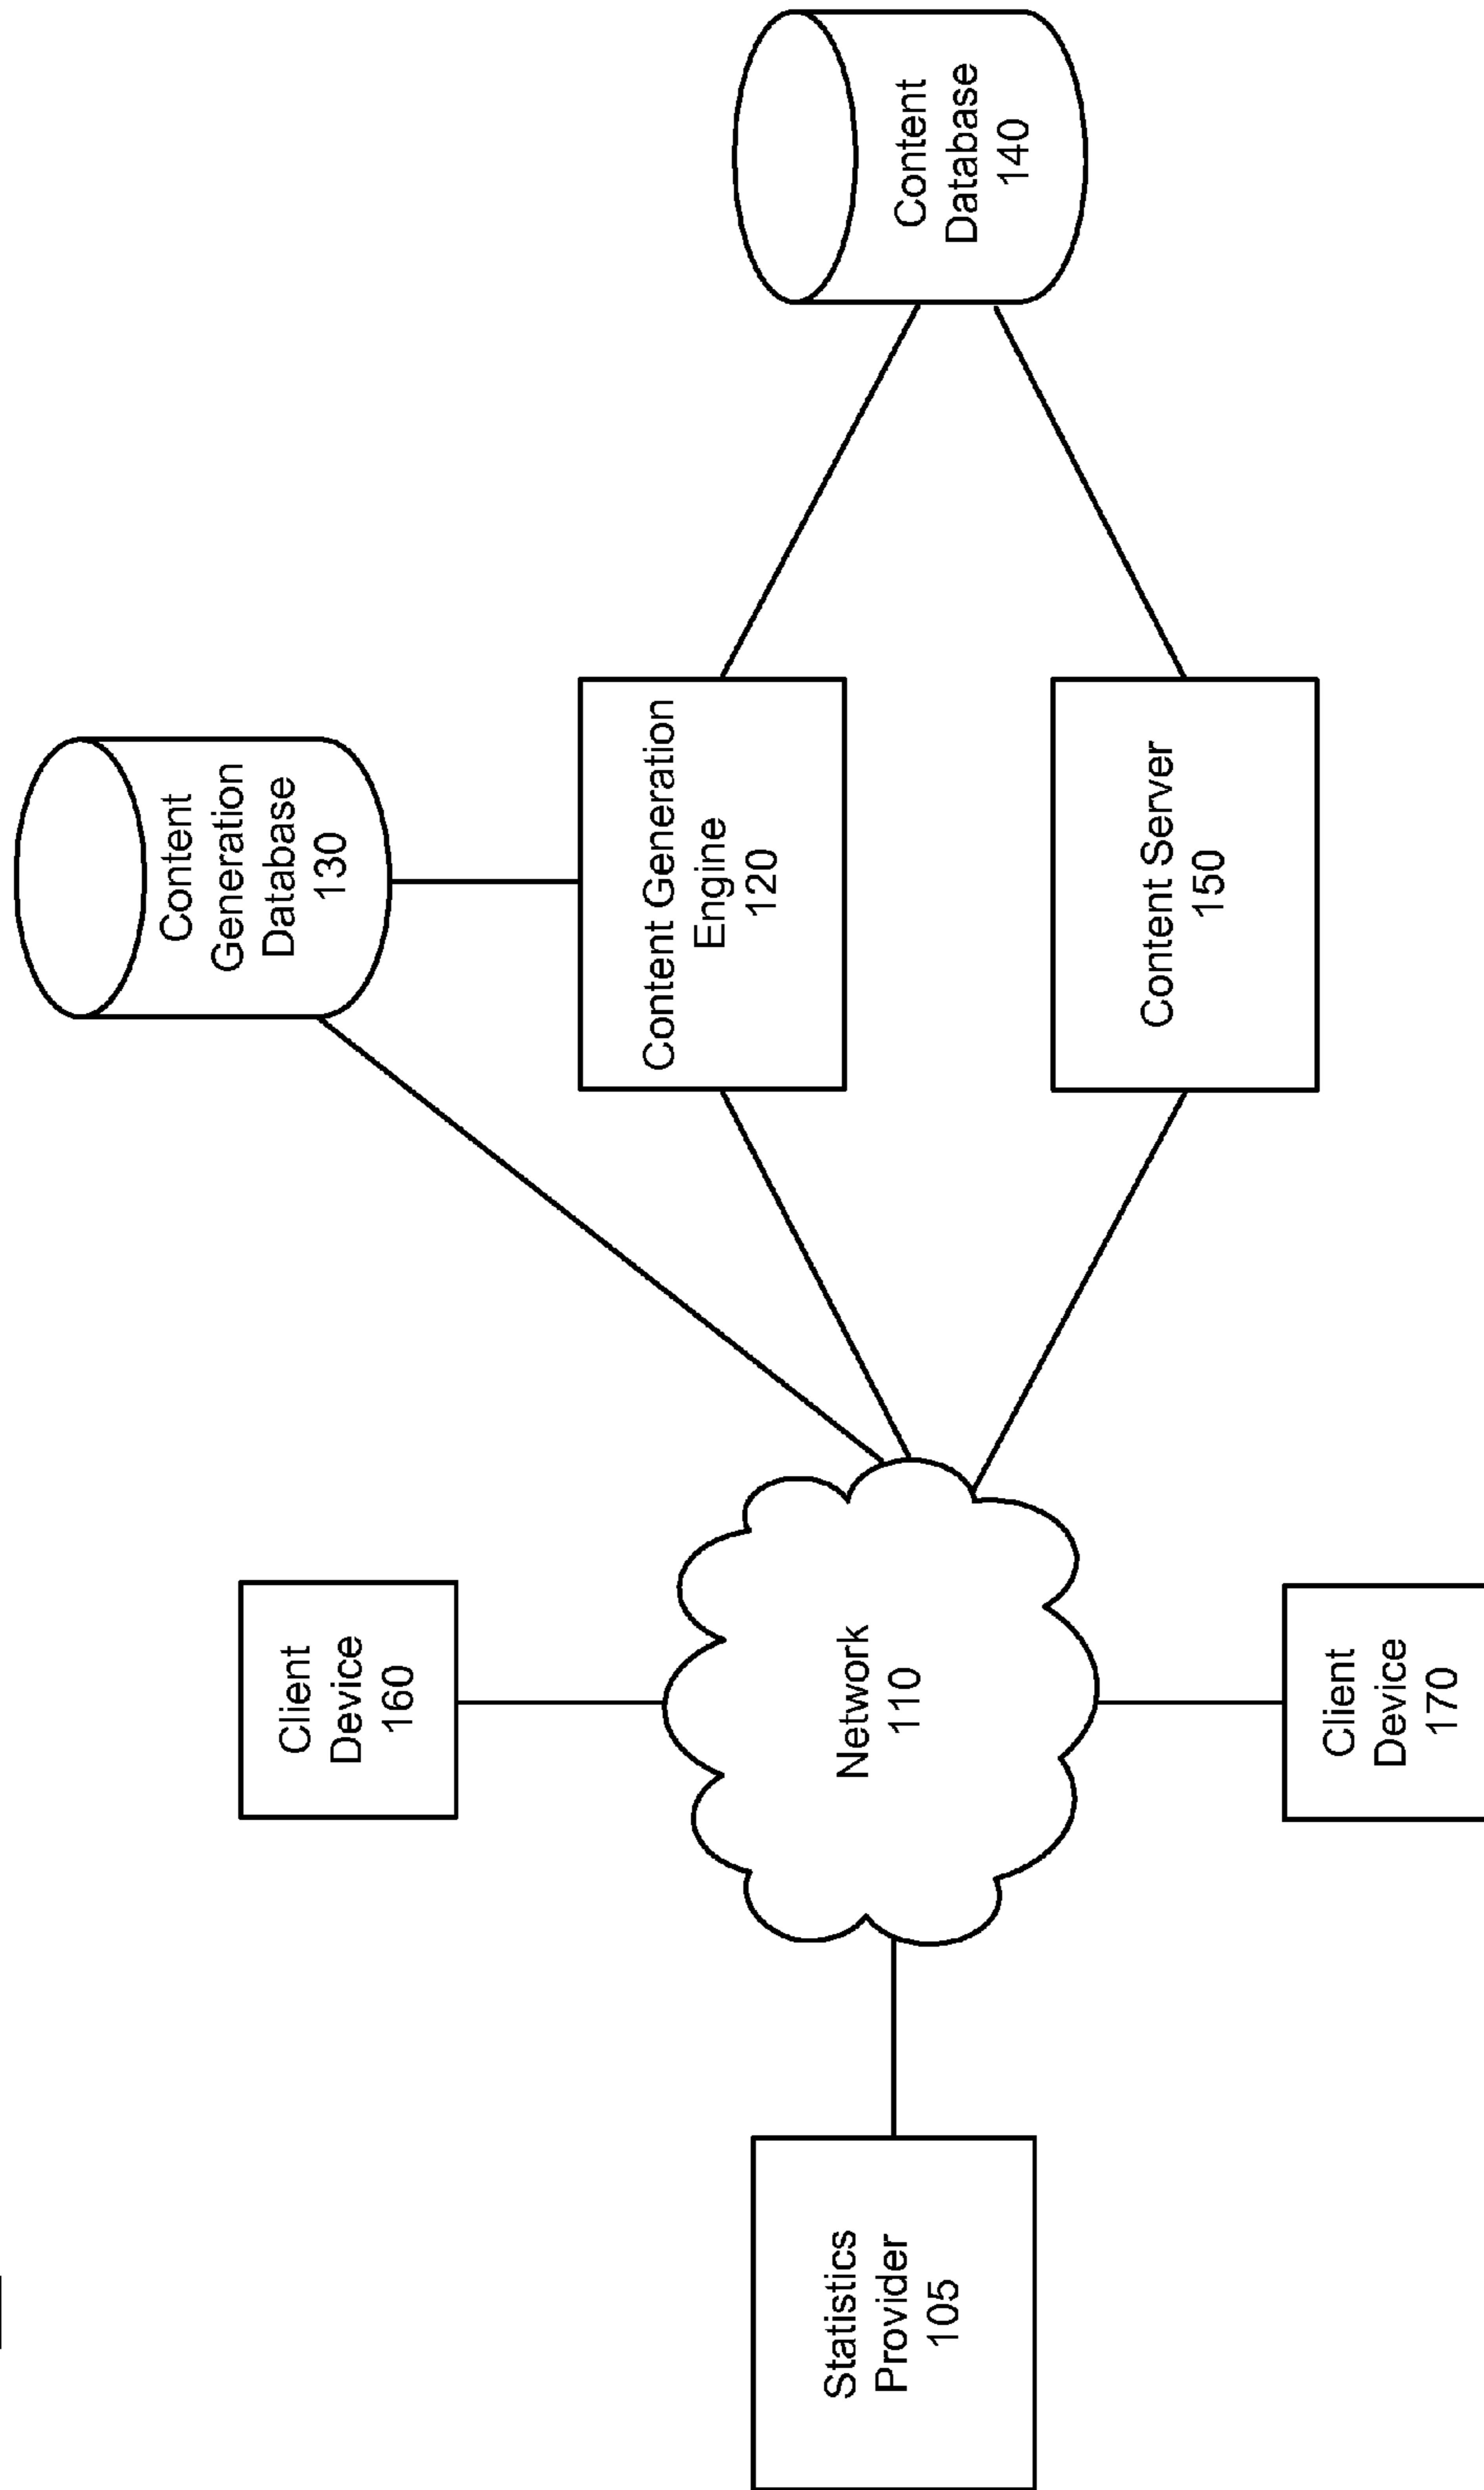 Content
Generation
Database
130
Client
Device
160
Content Generation
Engine
120
Content
Database
140
Statistics
Provider
105
Network
110
Content Server
150
Client
Device
170